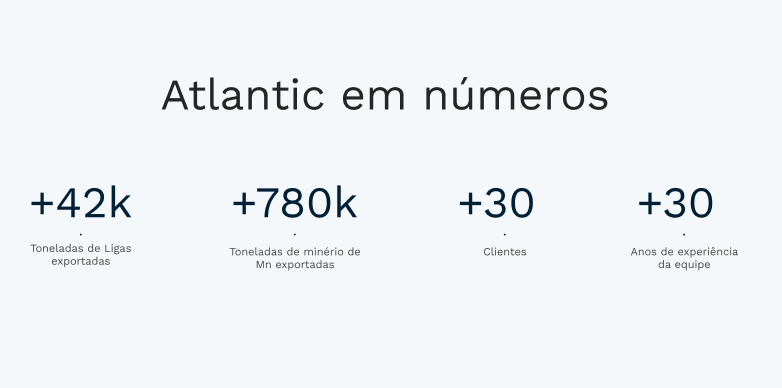 Atlantic em números
+42k
Toneladas de Ligas
exportadas
+780k
Toneladas de minério de
Mn exportadas
+30
Clientes
+30
Anos de experiência
da equipe